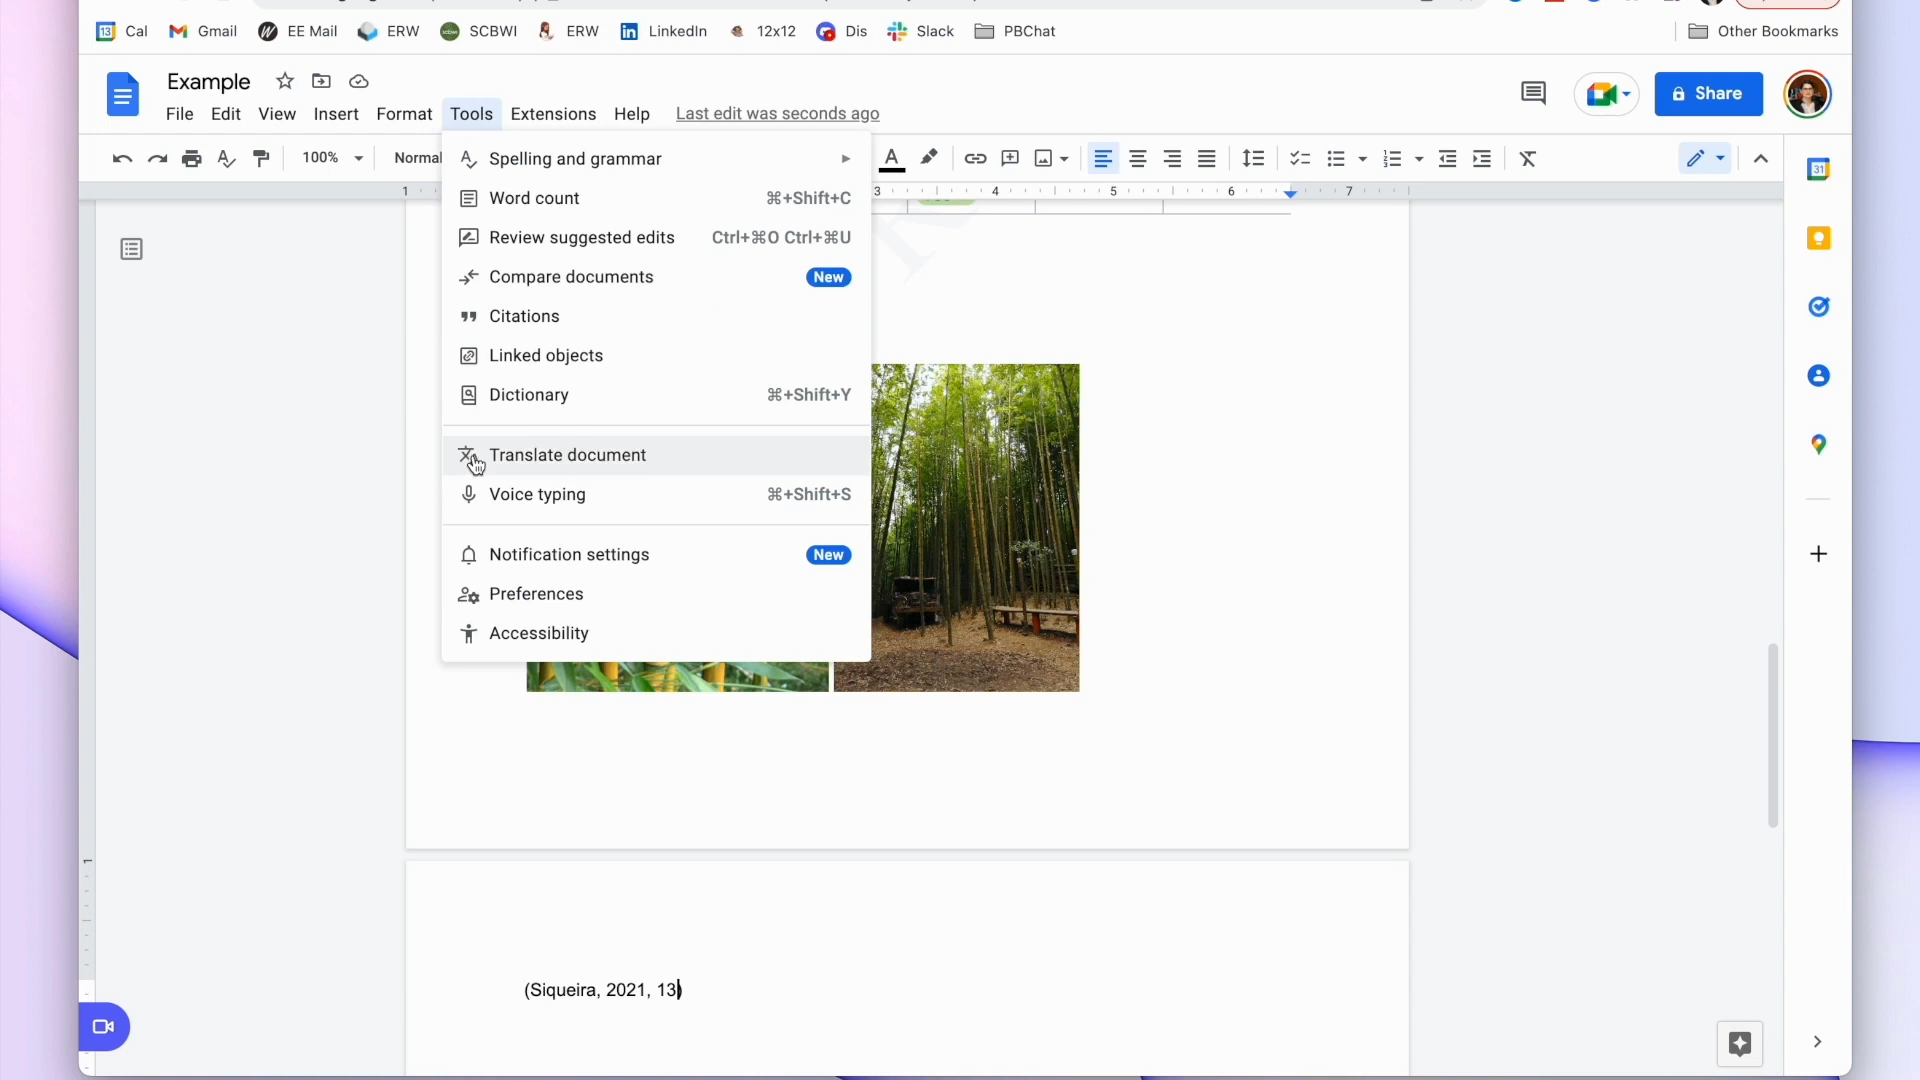 Cal Gmail EE Mail ERW SCBWI ERW LinkedIn 12x12 Dis Slack PBChat Other Bookmarks
Example
File Edit View Insert Format Tools Extensions Help Last edit was seconds ago
Share
100% Normal
1 3 4 5 6 7
Spelling and grammar
Word count ⌘+Shift+C
Review suggested edits Ctrl+⌘O Ctrl+⌘U
Compare documents New
Citations
Linked objects
Dictionary ⌘+Shift+Y
Translate document
Voice typing ⌘+Shift+S
Notification settings New
Preferences
Accessibility
(Siqueira, 2021, 13)